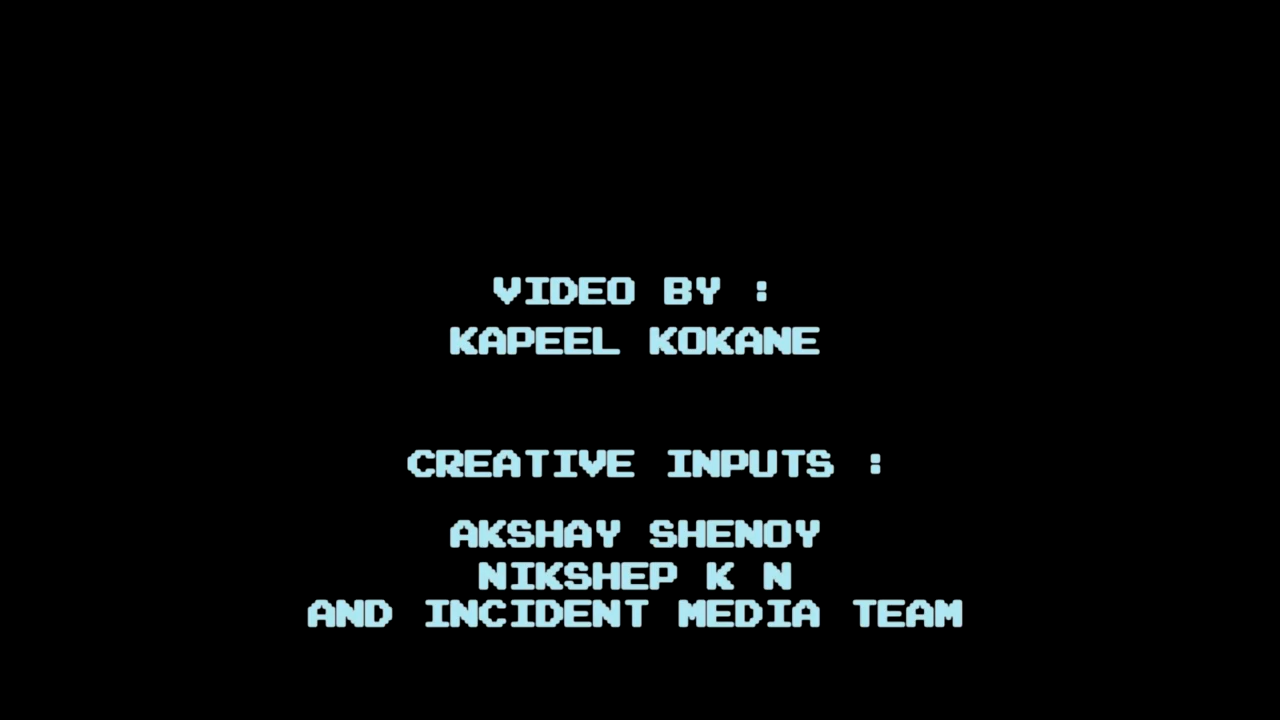 VIDEO BY :
KAPEEL KOKANE
CREATIVE INPUTS :
AKSHAY SHENOY
NIKSHEP K N
AND INCIDENT MEDIA TEAM